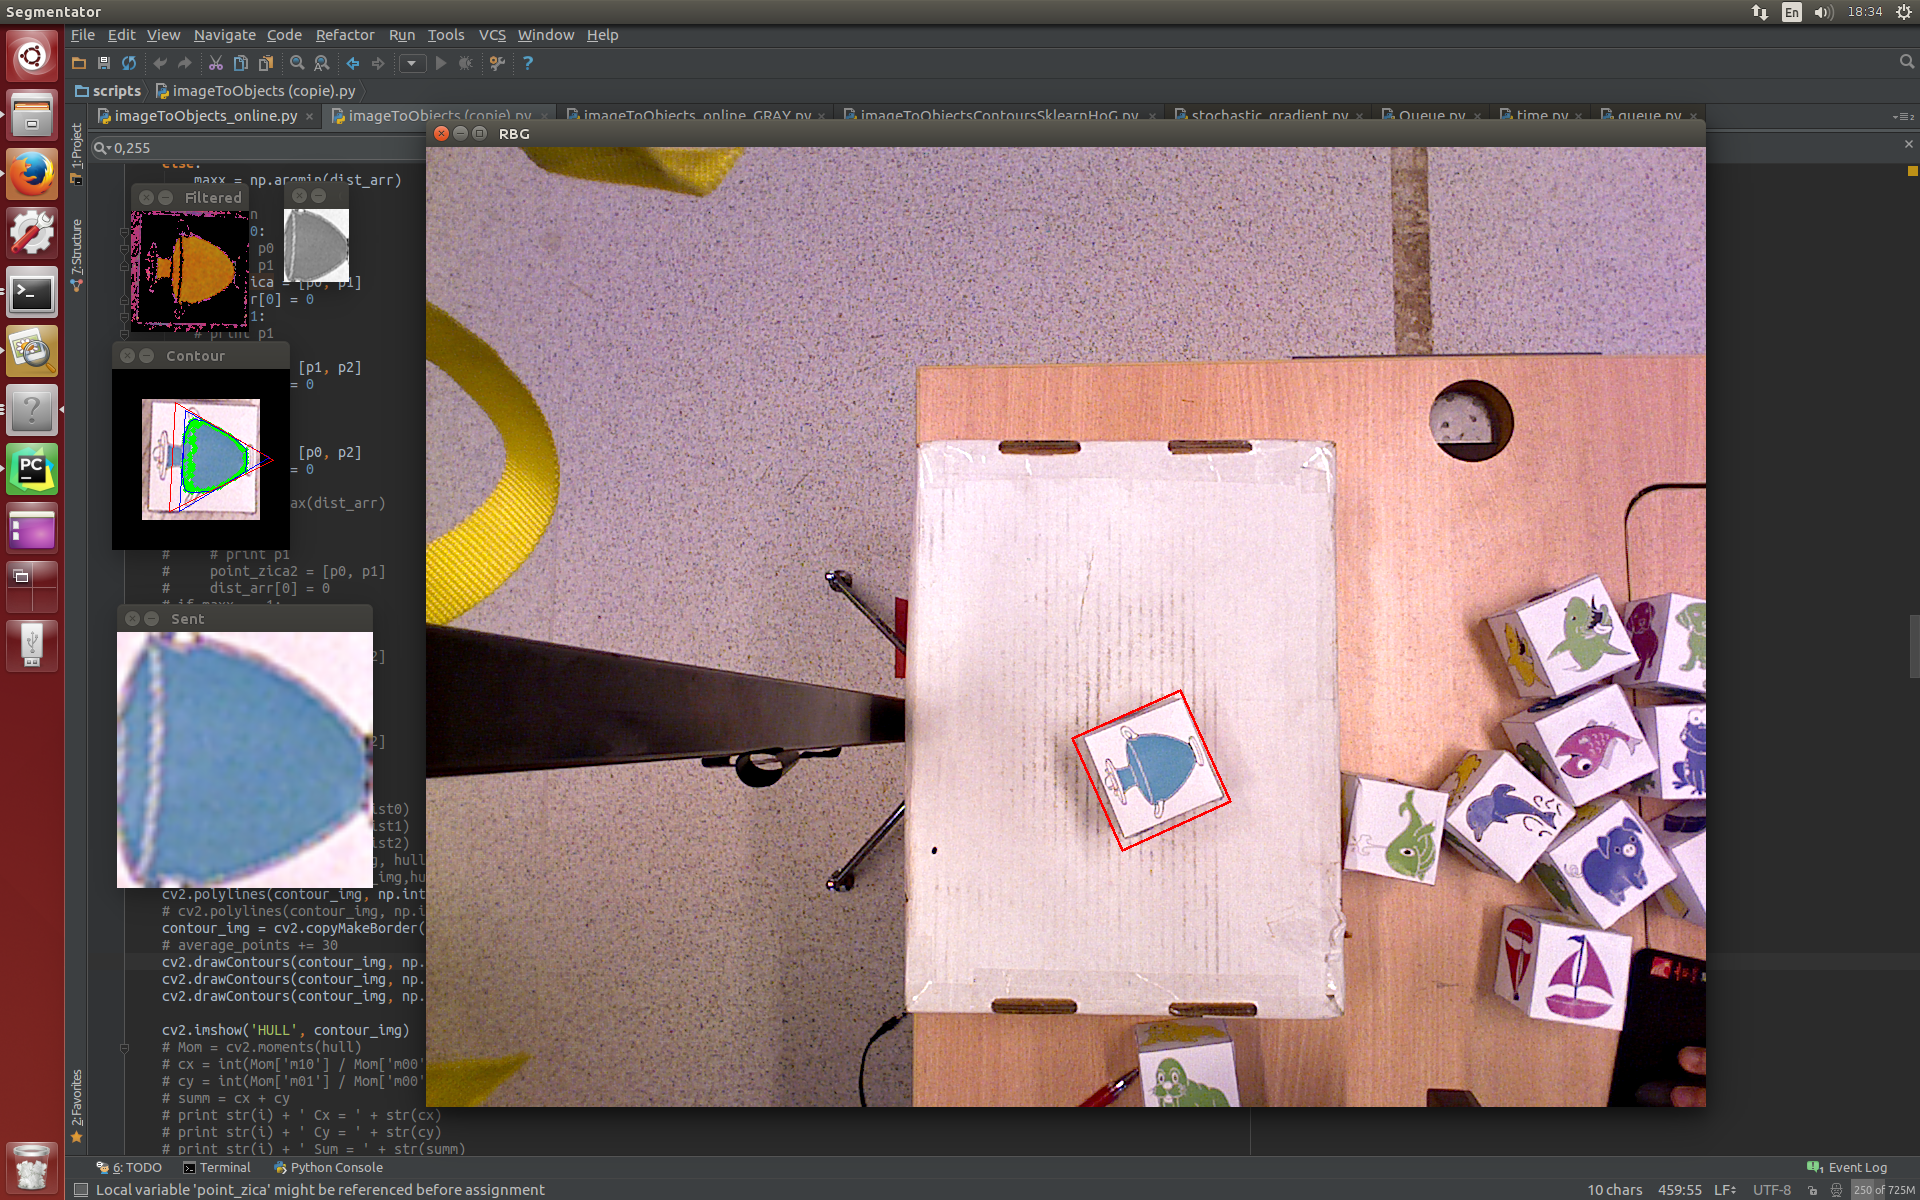 Segmentator
En
18:34
File Edit View Navigate Code Refactor Run Tools VCS Window Help
scripts imageToObjects (copie).py
imageToObjects_online.py imageToObjects (copie).py imageToObjects_online_GRAY.py imageToObjectsContoursSklearnHoG.py stochastic_gradient.py Queue.py time.py queue.py
RBG
0,255
1: Project
7: Structure
2: Favorites
else:
maxx = np.argmin(dist_arr)
Filtered
n
0:
p0
p1
ica = [p0, p1]
r[0] = 0
1:
# print p1
Contour
[p1, p2]
= 0
[p0, p2]
= 0
ax(dist_arr)
# # print p1
# point_zica2 = [p0, p1]
# dist_arr[0] = 0
Sent
2]
2]
ist0)
ist1)
ist2)
g, hull
_img,hu
cv2.polylines(contour_img, np.int
# cv2.polylines(contour_img, np.i
contour_img = cv2.copyMakeBorder(
# average_points += 30
cv2.drawContours(contour_img, np.
cv2.drawContours(contour_img, np.
cv2.drawContours(contour_img, np.
cv2.imshow('HULL', contour_img)
# Mom = cv2.moments(hull)
# cx = int(Mom['m10'] / Mom['m00'
# cy = int(Mom['m01'] / Mom['m00'
# summ = cx + cy
# print str(i) + ' Cx = ' + str(cx)
# print str(i) + ' Cy = ' + str(cy)
# print str(i) + ' Sum = ' + str(summ)
6: TODO Terminal Python Console
Event Log
Local variable 'point_zica' might be referenced before assignment
10 chars 459:55 LF UTF-8 250 of 725M